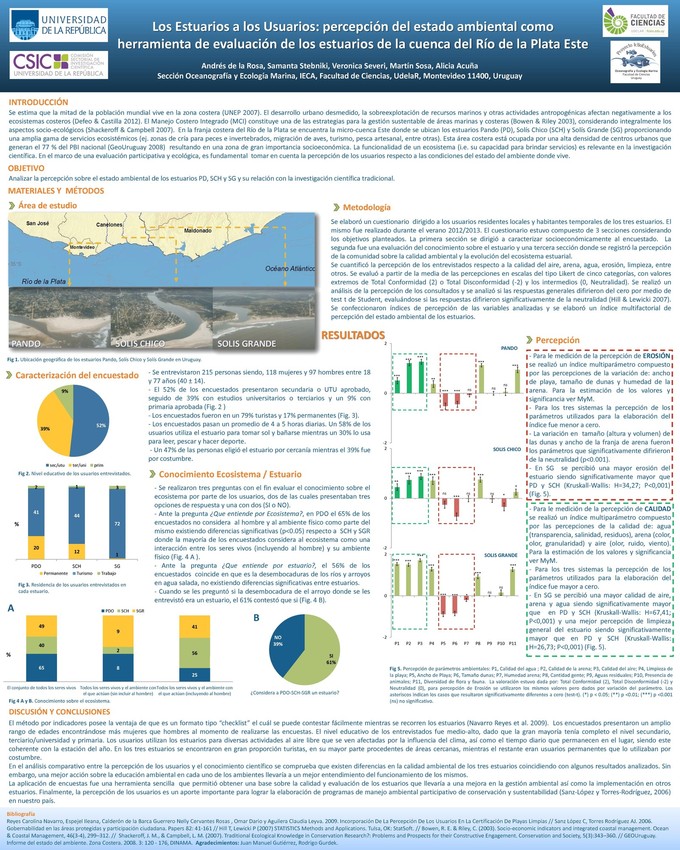 UNIVERSIDAD
DE LA REPÚBLICA
CSIC
UNIVERSIDAD DE LA REPÚBLICA
Los Estuarios a los Usuarios: percepción del estado ambiental como
herramienta de evaluación de los estuarios de la cuenca del Río de la Plata Este
Andrés de la Rosa, Samanta Stebniki, Veronica Severi, Martín Sosa, Alicia Acuña
Sección Oceanografía y Ecología Marina, IECA, Facultad de Ciencias, UdelaR, Montevideo 11400, Uruguay
FACULTAD DE
CIENCIAS
INTRODUCCIÓN
Se estima que la mitad de la población mundial vive en la zona costera (UNEP 2007). El desarrollo urbano desmedido, la sobreexplotación de recursos marinos y otras actividades antropogénicas afectan negativamente a los
ecosistemas costeros (Defeo & Castilla 2012). El Manejo Costero Integrado (MCI) constituye una de las estrategias para la gestión sustentable de áreas marinas y costeras (Bowen & Riley 2003), considerando integralmente los
aspectos socio-ecológicos (Shackeroff & Campbell 2007). En la franja costera del Río de la Plata se encuentra la micro-cuenca Este donde se ubican los estuarios Pando (PD), Solís Chico (SCH) y Solís Grande (SG) proporcionando
una amplia gama de servicios ecosistémicos (ej. zonas de cría para peces e invertebrados, migración de aves, turismo, pesca artesanal, entre otras). Esta área costera está ocupada por una alta densidad de centros urbanos que
generan el 77 % del PBI nacional (GeoUruguay 2008) resultando en una zona de gran importancia socioeconómica. La funcionalidad de un ecosistema (i.e. su capacidad para brindar servicios) es relevante en la investigación
científica. En el marco de una evaluación participativa y ecológica, es fundamental tomar en cuenta la percepción de los usuarios respecto a las condiciones del estado del ambiente donde vive.
OBJETIVO
Analizar la percepción sobre el estado ambiental de los estuarios PD, SCH y SG y su relación con la investigación científica tradicional.
MATERIALES Y MÉTODOS
Área de estudio
San José
Canelones
Maldonado
Montevideo
Río de la Plata
Océano Atlántico
PANDO
SOLIS CHICO
SOLIS GRANDE
Fig 1. Ubicación geográfica de los estuarios Pando, Solís Chico y Solís Grande en Uruguay.
Metodología
Se elaboró un cuestionario dirigido a los usuarios residentes locales y habitantes temporales de los tres estuarios. El
mismo fue realizado durante el verano 2012/2013. El cuestionario estuvo compuesto de 3 secciones considerando
los objetivos planteados. La primera sección se dirigió a caracterizar socioeconómicamente al encuestado. La
segunda fue una evaluación del conocimiento sobre el estuario y una tercera sección donde se registró la percepción
de la comunidad sobre la calidad ambiental y la evolución del ecosistema estuarial.
Se cuantificó la percepción de los entrevistados respecto a la calidad del aire, arena, agua, erosión, limpieza, entre
otros. Se evaluó a partir de la media de las percepciones en escalas del tipo Likert de cinco categorías, con valores
extremos de Total Conformidad (2) o Total Disconformidad (-2) y los intermedios (0, Neutralidad). Se realizó un
análisis de la percepción de los consultados y se analizó si las respuestas generales difirieron del cero por medio de
test t de Student, evaluándose si las respuestas difirieron significativamente de la neutralidad (Hill & Lewicki 2007).
Se confeccionaron índices de percepción de las variables analizadas y se elaboró un índice multifactorial de
percepción del estado ambiental de los estuarios.
RESULTADOS
Caracterización del encuestado
9%
39%
52%
sec/utu ter/uni prim
Fig 2. Nivel educativo de los usuarios entrevistados.
%
41
44
72
20
12
PDO SCH SG
Permanente Turismo Trabajo
Fig 3. Residencia de los usuarios entrevistados en
cada estuario.
- Se entrevistaron 215 personas siendo, 118 mujeres y 97 hombres entre 18
y 77 años (40 ± 14).
- El 52% de los encuestados presentaron secundaria o UTU aprobado,
seguido de 39% con estudios universitarios o terciarios y un 9% con
primaria aprobada (Fig. 2 )
- Los encuestados fueron en un 79% turistas y 17% permanentes (Fig. 3).
- Los encuestados pasan un promedio de 4 a 5 horas diarias. Un 58% de los
usuarios utiliza el estuario para tomar sol y bañarse mientras un 30% lo usa
para leer, pescar y hacer deporte.
- Un 47% de las personas eligió el estuario por cercanía mientras el 39% fue
por costumbre.
Conocimiento Ecosistema / Estuario
- Se realizaron tres preguntas con el fin evaluar el conocimiento sobre el
ecosistema por parte de los usuarios, dos de las cuales presentaban tres
opciones de respuesta y una con dos (SI o NO).
- Ante la pregunta ¿Que entiende por Ecosistema?, en PDO el 65% de los
encuestados no considera al hombre y al ambiente físico como parte del
mismo existiendo diferencias significativas (p<0.05) respecto a SCH y SGR
donde la mayoría de los encuestados considera al ecosistema como una
interacción entre los seres vivos (incluyendo al hombre) y su ambiente
físico (Fig. 4 A ).
- Ante la pregunta ¿Que entiende por estuario?, el 56% de los
encuestados coincide en que es la desembocadura de los ríos y arroyos
en agua salada, no existiendo diferencias significativas entre estuarios.
- Cuando se les preguntó si la desembocadura de el arroyo donde se les
entrevistó era un estuario, el 61% contestó que si (Fig. 4 B).
A
PDO SCH SGR
%
49
40
65
9
2
8
41
56
25
El conjunto de todos los seres vivos
Todos los seres vivos y el ambiente con
el que actúan (sin incluir al hombre)
Todos los seres vivos y el ambiente con
el que actúan (incluyendo al hombre)
B
NO
39%
SI
61%
¿Considera a PDO-SCH-SGR un estuario?
Fig 4 A y B. Conocimiento sobre el ecosistema
PANDO
SOLIS CHICO
SOLIS GRANDE
P1 P2 P3 P4 P5 P6 P7 P8 P9 P10 P11
Fig 5. Percepción de parámetros ambientales: P1, Calidad del agua ; P2, Calidad de la arena; P3, Calidad del aire; P4, Limpieza de
la playa; P5, Ancho de Playa; P6, Tamaño dunas; P7, Humedad arena; P8, Cantidad gente; P9, Aguas residuales; P10, Presencia de
animales; P11, Diversidad de flora y fauna. La valoración estuvo dada por: Total Conformidad (2), Total Disconformidad (-2) y
Neutralidad (0), para percepción de Erosión se utilizaron los mismos valores pero dados por variación del parámetro. Los
asteriscos indican los casos que resultan significativamente diferentes a cero (test-t). (*) p < 0.05; (**) p <0.01; (***) p <0.001
(ns) no significativo.
Percepción
- Para le medición de la percepción de EROSIÓN
se realizó un índice multiparámetro compuesto
por las percepciones de la variación de: ancho
de playa, tamaño de dunas y humedad de la
arena. Para la estimación de los valores y
significancia ver MyM.
- Para los tres sistemas la percepción de los
parámetros utilizados para la elaboración del
índice fue menor a cero.
- La variación en tamaño (altura y volumen) de
las dunas y ancho de la franja de arena fueron
los parámetros que significativamente difirieron
de la neutralidad (p<0.001).
- En SG se percibió una mayor erosión del
estuario siendo significativamente mayor que
PD y SCH (Kruskall-Wallis: H=34,27; P<0,001)
(Fig. 5).
- Para le medición de la percepción de CALIDAD
se realizó un índice multiparámetro compuesto
por las percepciones de la calidad de: agua
(transparencia, salinidad, residuos), arena (color,
olor, granularidad) y aire (olor, ruido, viento).
Para la estimación de los valores y significancia
ver MyM.
- Para los tres sistemas la percepción de los
parámetros utilizados para la elaboración del
índice fue mayor a cero.
- En SG se percibió una mayor calidad de aire,
arena y agua siendo significativamente mayor
que en PD y SCH (Kruskall-Wallis: H=67,41;
P<0,001) y una mejor percepción de limpieza
general del estuario siendo significativamente
mayor que en PD y SCH (Kruskall-Wallis:
H=26,73; P<0,001) (Fig. 5).
DISCUSIÓN Y CONCLUSIONES
El método por indicadores posee la ventaja de que es un formato tipo "checklist" el cuál se puede contestar fácilmente mientras se recorren los estuarios (Navarro Reyes et al. 2009). Los encuestados presentaron un amplio
rango de edades encontrándose más mujeres que hombres al momento de realizarse las encuestas. El nivel educativo de los entrevistados fue medio-alto, dado que la gran mayoría tenía completo el nivel secundario,
terciario/universidad y primaria. Los usuarios utilizan los estuarios para diversas actividades al aire libre que se ven afectadas por la influencia del clima, así como el tiempo diario que permanecen en el lugar, siendo este
coherente con la estación del año. En los tres estuarios se encontraron en gran proporción turistas, en su mayor parte procedentes de áreas cercanas, mientras el restante eran usuarios permanentes que lo utilizaban por
costumbre.
En el análisis comparativo entre la percepción de los usuarios y el conocimiento científico se comprueba que existen diferencias en la calidad ambiental de los tres estuarios coincidiendo con algunos resultados analizados. Sin
embargo, una mejor acción sobre la educación ambiental en cada uno de los ambientes llevaría a un mejor entendimiento del funcionamiento de los mismos.
La aplicación de encuestas fue una herramienta sencilla que permitió obtener una base sobre la calidad y evaluación de los estuarios que llevaría a una mejora en la gestión ambiental así como la implementación en otros
estuarios. Finalmente, la percepción de los usuarios es un aporte importante para lograr la elaboración de programas de manejo ambiental participativo de conservación y sustentabilidad (Sanz-López y Torres-Rodríguez, 2006)
en nuestro país.
Bibliografía
Reyes Carolina Navarro, Espejel Ileana, Calderón de la Barca Guerrero Nelly Cervantes Rosas , Omar Darío y Aguilera Claudia Leyva. 2009. Incorporación De La Percepción De Los Usuarios En La Certificación De Playas Limpias // Sanz López C, Torres Rodríguez Al. 2006.
Gobernabilidad en las Áreas protegidas y participación ciudadana. Papers 82: 41-161 // Hill T, Lewicki P (2007) STATISTICS Methods and Applications. Tulsa, OK: StatSoft. // Bowen, R. E. & Riley, C. (2003). Socio-economic indicators and integrated coastal management. Ocean
& Coastal Management, 46(3-4), 299–312. // Shackeroff, J. M., & Campbell, L. M. (2007). Traditional Ecological Knowledge in Conservation Research?: Problems and Prospects for their Constructive Engagement. Conservation and Society, 5(3):343–360. // GEO.Uruguay.
Informe del estado del ambiente. Zona Costera. 2008. 3: 120 - 176, DINAMA. Agradecimientos: Juan Manuel Gutiérrez, Rodrigo Gurdek.